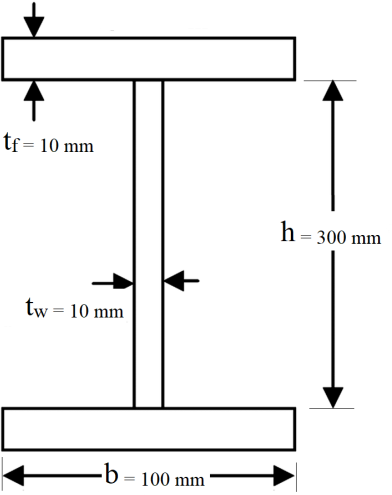 tf = 10 mm
h = 300 mm
tw = 10 mm
b = 100 mm